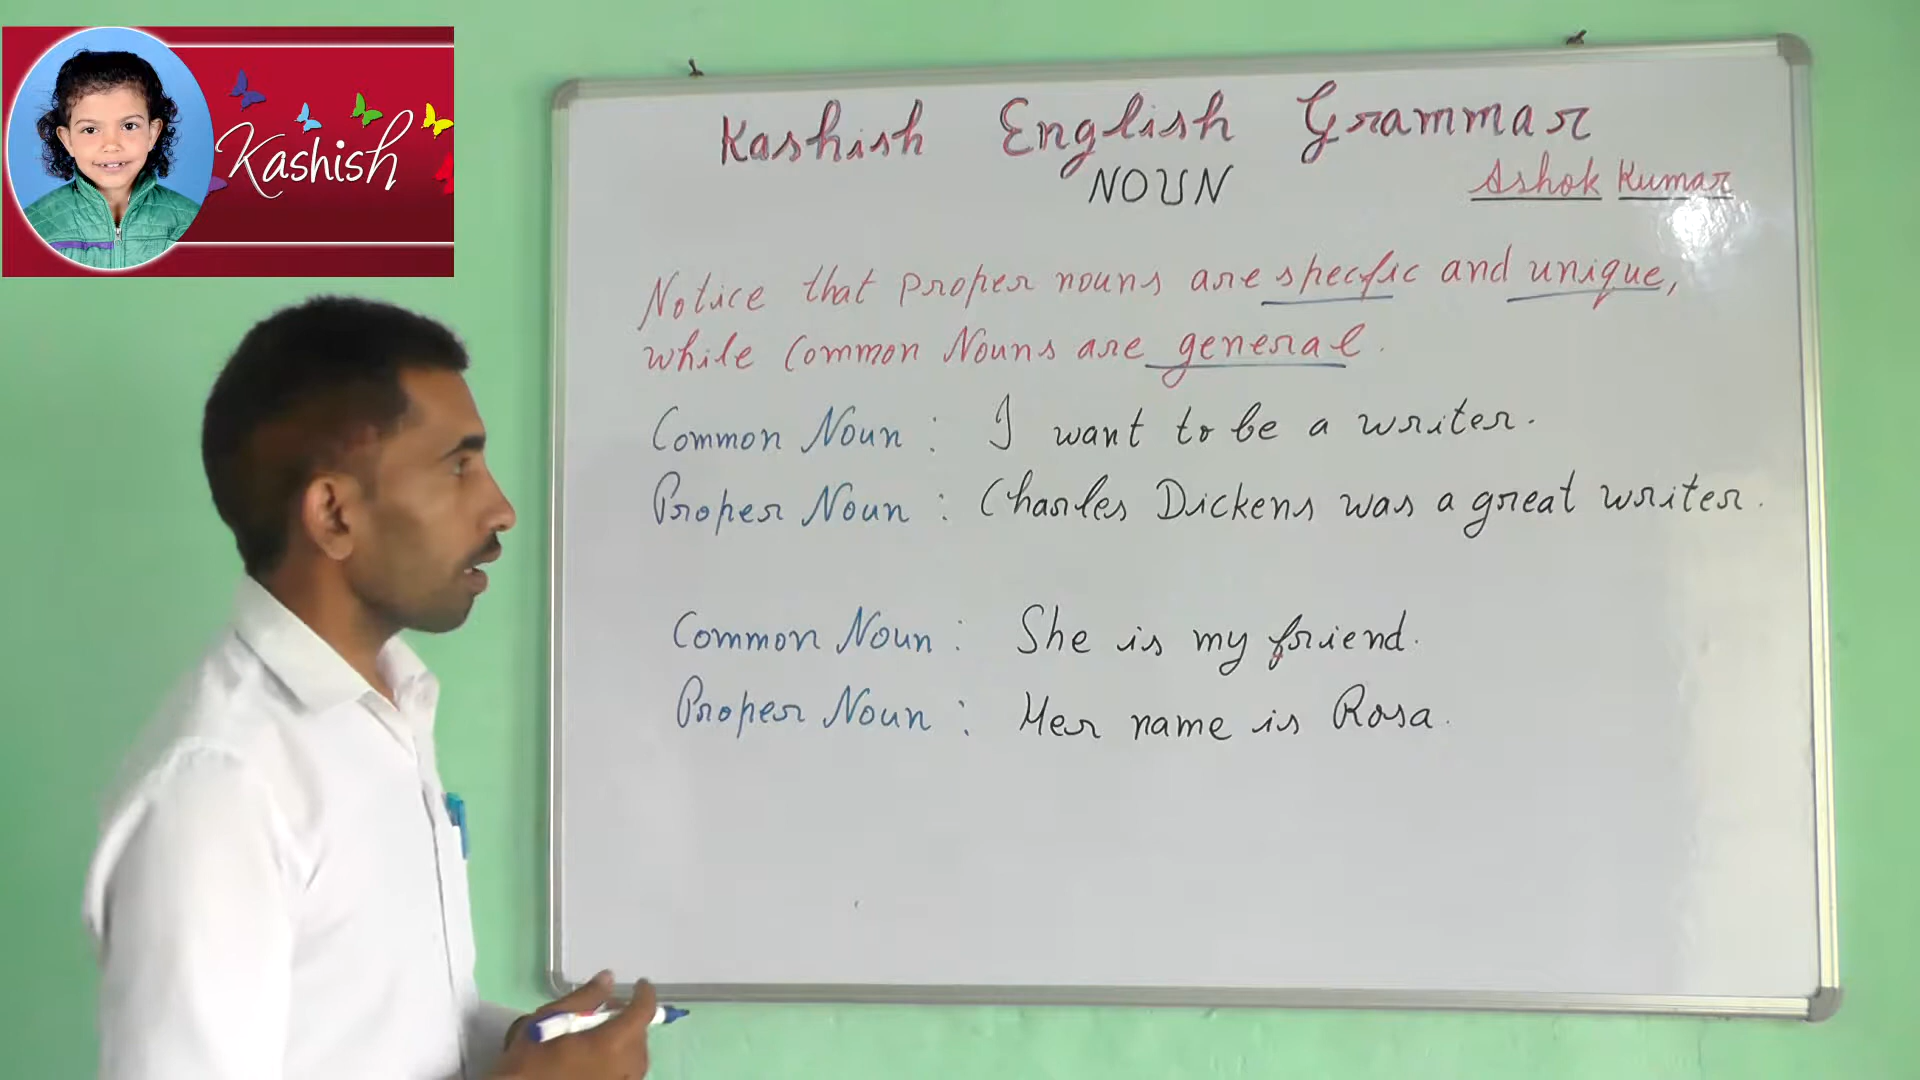 Kashish
Kashish English Grammar
NOUN
Ashok Kumar
Notice that proper nouns are specific and unique,
while Common Nouns are general.
Common Noun : I want to be a writer.
Proper Noun : Charles Dickens was a great writer.
Common Noun : She is my friend.
Proper Noun : Her name is Rosa.